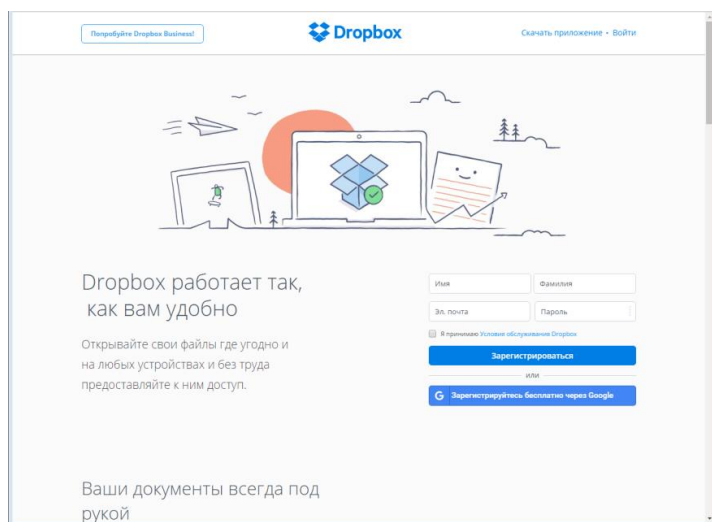 Попробуйте Dropbox Business!
Dropbox
Скачать приложение • Войти
Dropbox работает так,
как вам удобно
Открывайте свои файлы где угодно и
на любых устройствах и без труда
предоставляйте к ним доступ.
Имя
Фамилия
Эл. почта
Пароль
Я принимаю Условия обслуживания Dropbox
Зарегистрироваться
или
G Зарегистрируйтесь бесплатно через Google
Ваши документы всегда под
рукой